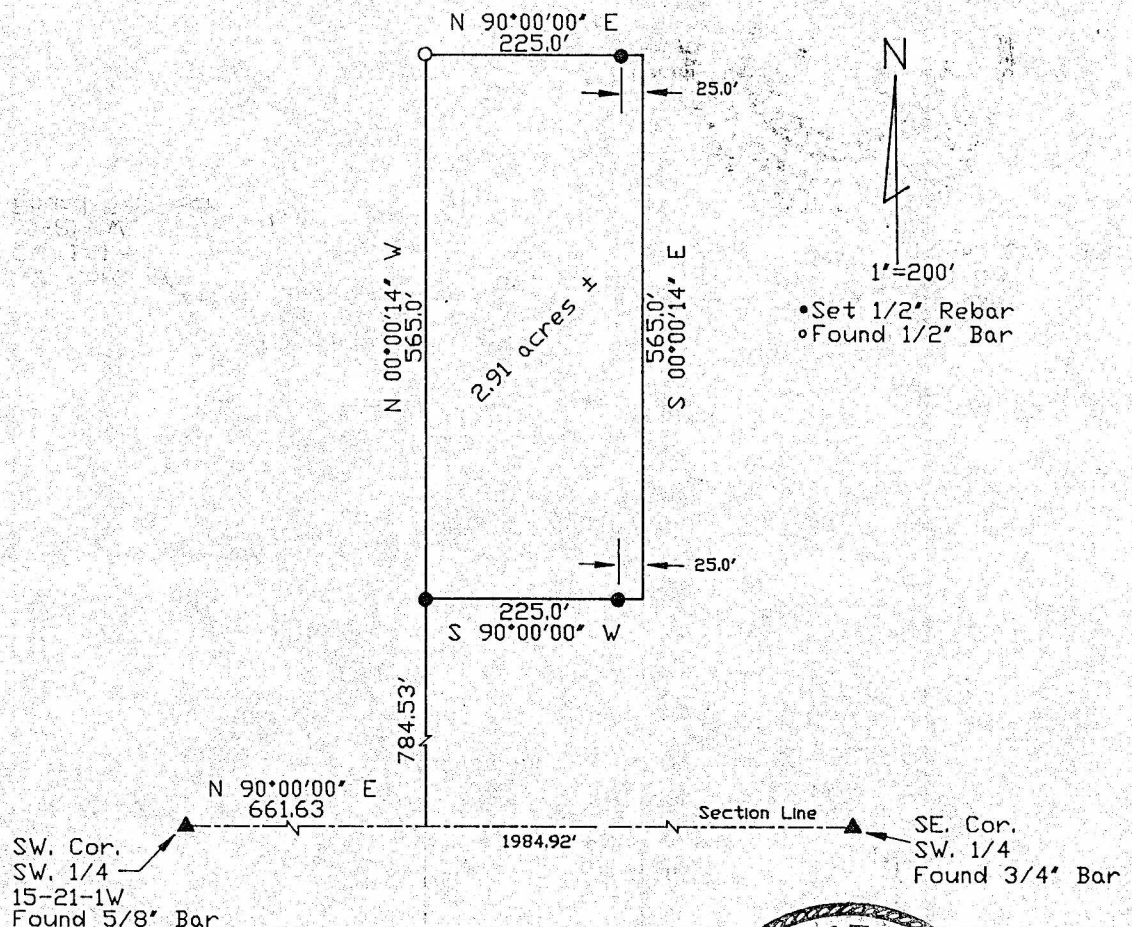 N 90°00'00" E
225.0'
N
25.0'
1"=200'
•Set 1/2" Rebar
○Found 1/2" Bar
N 00°00'14" W
565.0'
2.91 acres ±
565.0'
S 00°00'14" E
25.0'
225.0'
S 90°00'00" W
784.53'
N 90°00'00" E
661.63
Section Line
1984.92'
SW. Cor.
SW. 1/4
15-21-1W
Found 5/8" Bar
SE. Cor.
SW. 1/4
Found 3/4" Bar